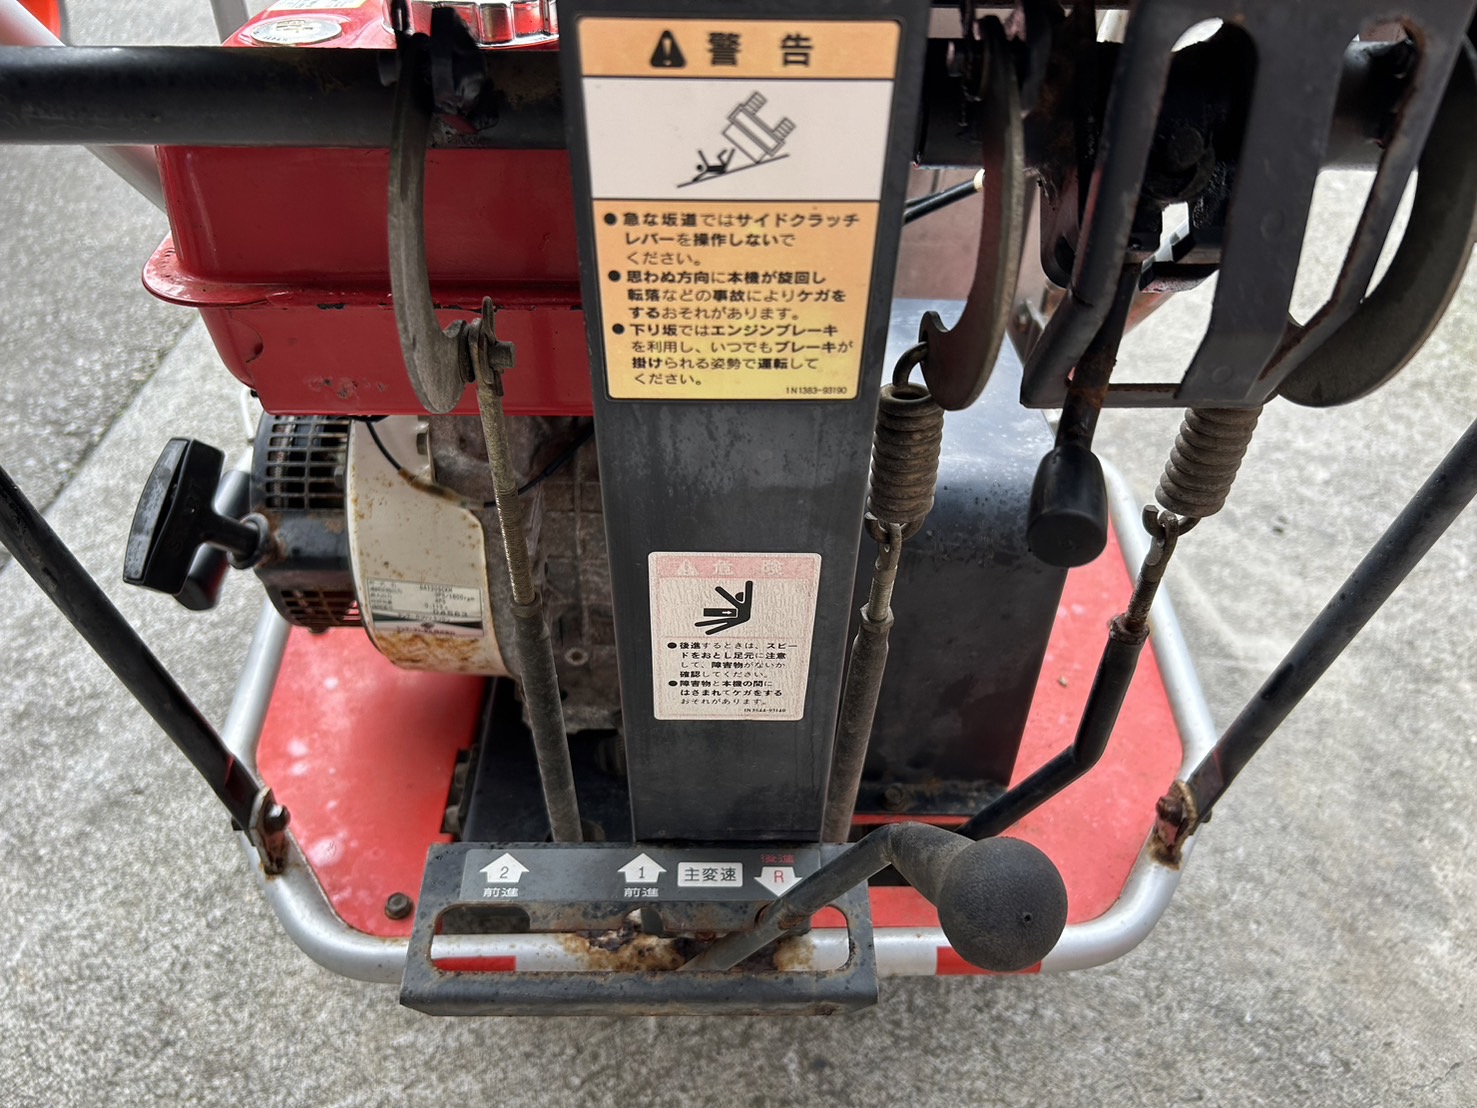 警告
●急な坂道ではサイドクラッチ
レバーを操作しないで
ください。
●思わぬ方向に本機が旋回し
転落などの事故によりケガを
するおそれがあります。
●下り坂ではエンジンブレーキ
を利用し、いつでもブレーキが
掛けられる姿勢で運転して
ください。
1N1383-93190
危険
●後進するときは、スピー
ドをおとし足元に注意
して、障害物がないか
確認してください。
●障害物と本機の間に
はさまれてケガをする
おそれがあります。
2 前進
1 前進
主変速
後進 R